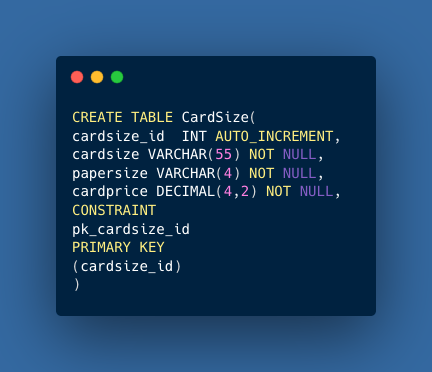 CREATE TABLE CardSize(
cardsize_id  INT AUTO_INCREMENT,
cardsize VARCHAR(55) NOT NULL,
papersize VARCHAR(4) NOT NULL,
cardprice DECIMAL(4,2) NOT NULL,
CONSTRAINT
pk_cardsize_id
PRIMARY KEY
(cardsize_id)
)